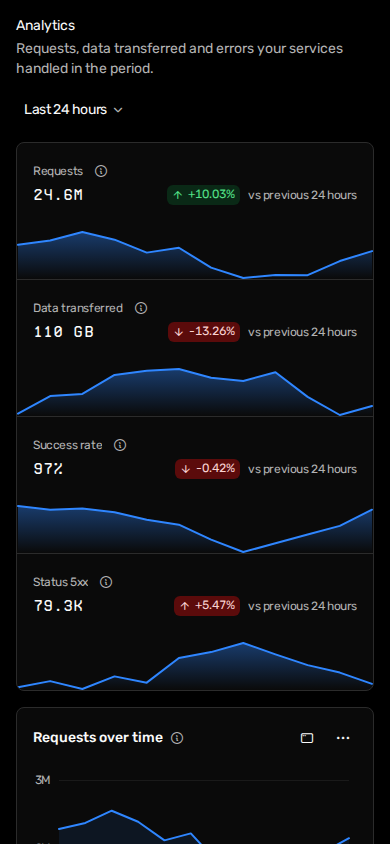 Analytics
Requests, data transferred and errors your services
handled in the period.
Last 24 hours
Requests
24.6M
+10.03% vs previous 24 hours
Data transferred
110 GB
-13.26% vs previous 24 hours
Success rate
97%
-0.42% vs previous 24 hours
Status 5xx
79.3K
+5.47% vs previous 24 hours
Requests over time
3M